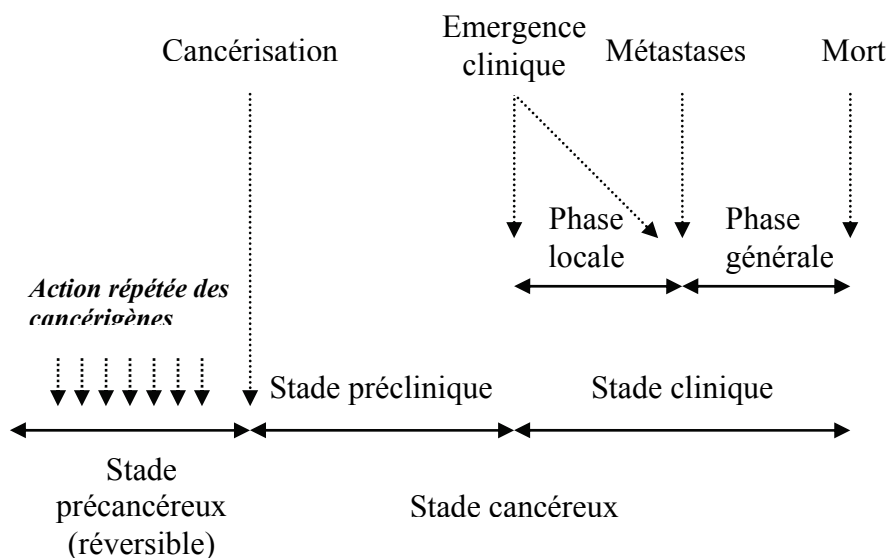 Cancérisation
Emergence
clinique
Métastases
Mort
Phase
locale
Phase
générale
Action répétée des
cancérigènes
Stade préclinique
Stade clinique
Stade
précancéreux
(réversible)
Stade cancéreux